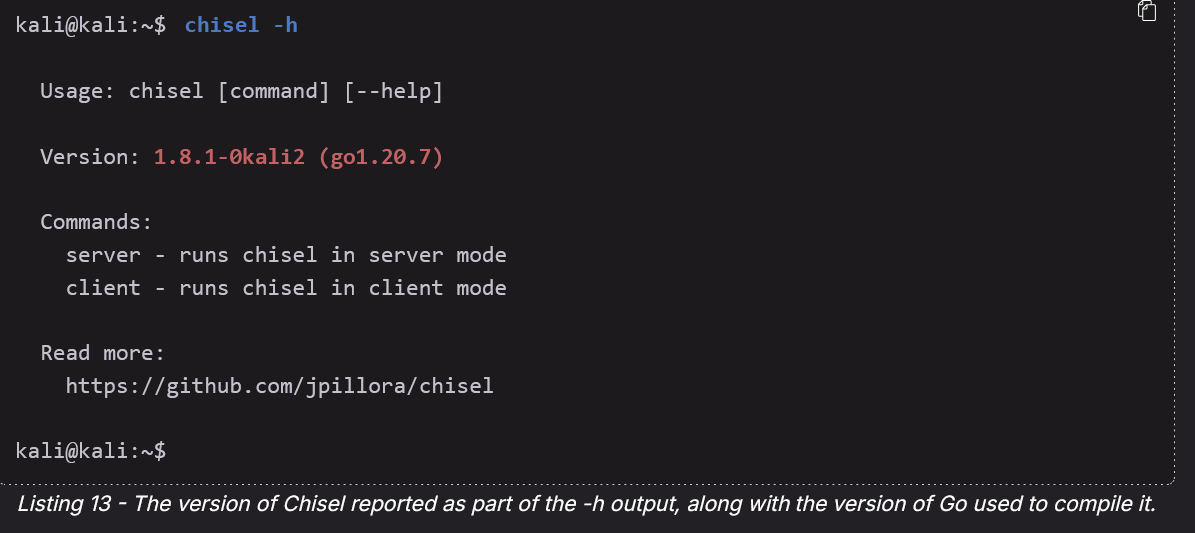 kali@kali:~$ chisel -h
Usage: chisel [command] [--help]
Version: 1.8.1-0kali2 (go1.20.7)
Commands:
server - runs chisel in server mode
client - runs chisel in client mode
Read more:
https://github.com/jpillora/chisel
kali@kali:~$
Listing 13 - The version of Chisel reported as part of the -h output, along with the version of Go used to compile it.